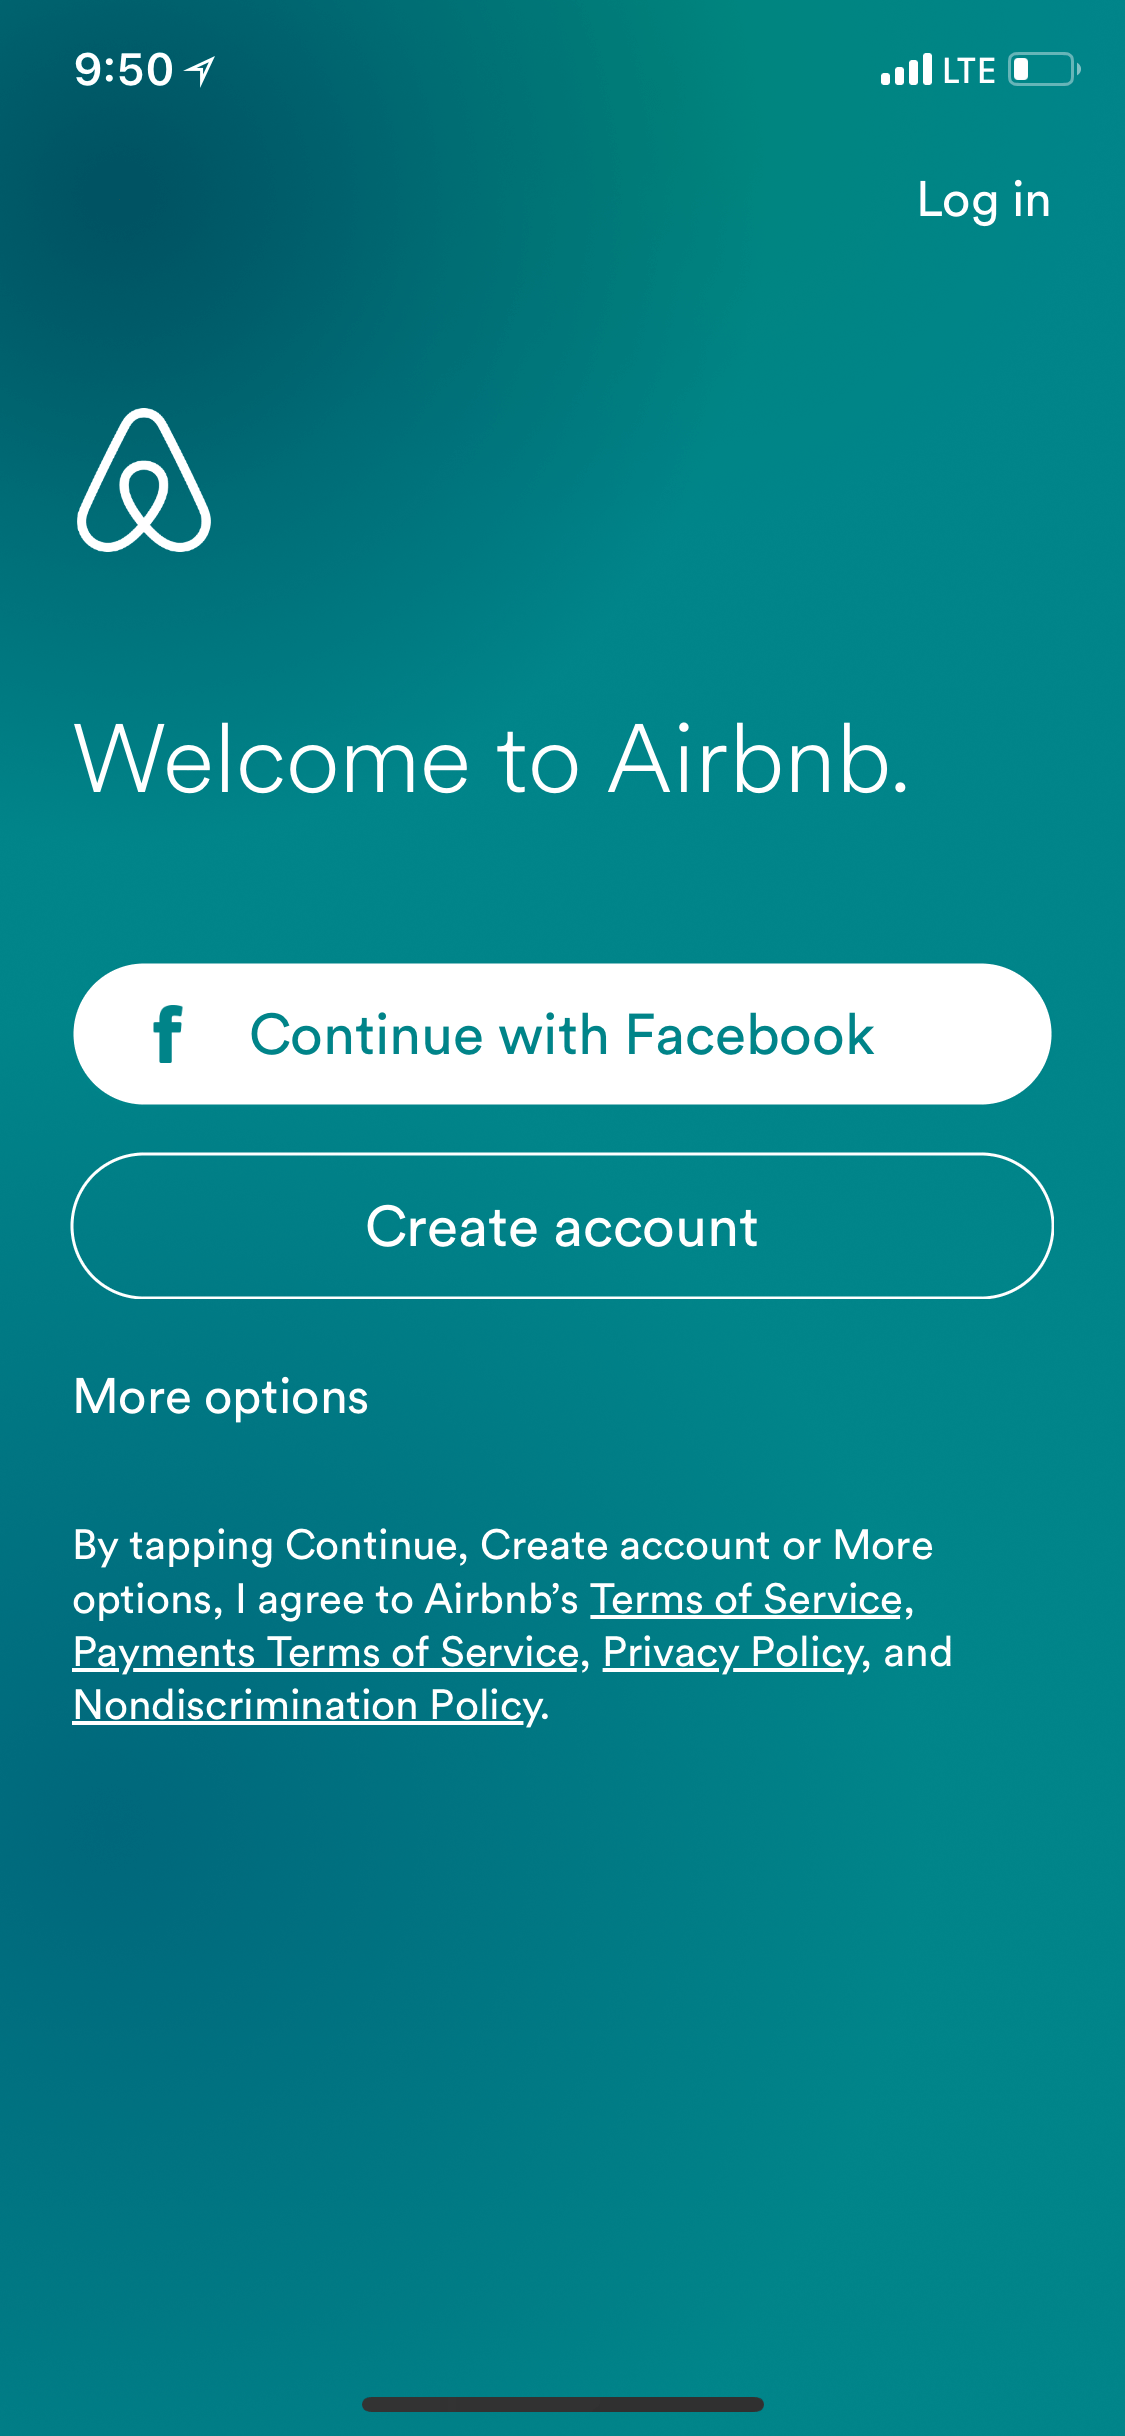 9:50 LTE
Log in
Welcome to Airbnb.
f Continue with Facebook
Create account
More options
By tapping Continue, Create account or More
options, I agree to Airbnb’s Terms of Service,
Payments Terms of Service, Privacy Policy, and
Nondiscrimination Policy.